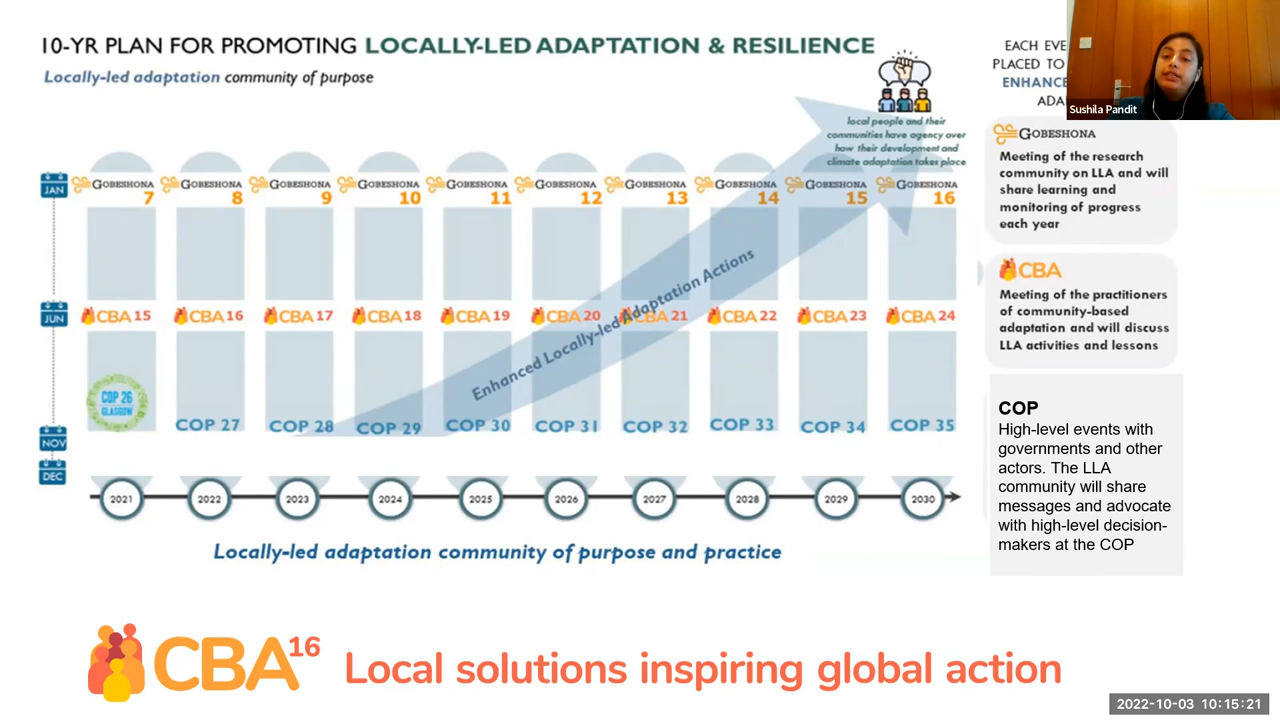 10-YR PLAN FOR PROMOTING LOCALLY-LED ADAPTATION & RESILIENCE
Locally-led adaptation community of purpose
local people and their
communities have agency over
how their development and
climate adaptation takes place
JAN
GOBESHONA 7
GOBESHONA 8
GOBESHONA 9
GOBESHONA 10
GOBESHONA 11
GOBESHONA 12
GOBESHONA 13
GOBESHONA 14
GOBESHONA 15
GOBESHONA 16
Enhanced Locally-led Adaptation Actions
JUN
CBA 15
CBA 16
CBA 17
CBA 18
CBA 19
CBA 20
CBA 21
CBA 22
CBA 23
CBA 24
COP 26
GLASGOW
COP 27
COP 28
COP 29
COP 30
COP 31
COP 32
COP 33
COP 34
COP 35
NOV
DEC
2021
2022
2023
2024
2025
2026
2027
2028
2029
2030
Locally-led adaptation community of purpose and practice
EACH EVE
PLACED TO
ENHANCE
ADA
Sushila Pandit
GOBESHONA
Meeting of the research
community on LLA and will
share learning and
monitoring of progress
each year
CBA
Meeting of the practitioners
of community-based
adaptation and will discuss
LLA activities and lessons
COP
High-level events with
governments and other
actors. The LLA
community will share
messages and advocate
with high-level decision-
makers at the COP
CBA16
Local solutions inspiring global action
2022-10-03 10:15:21